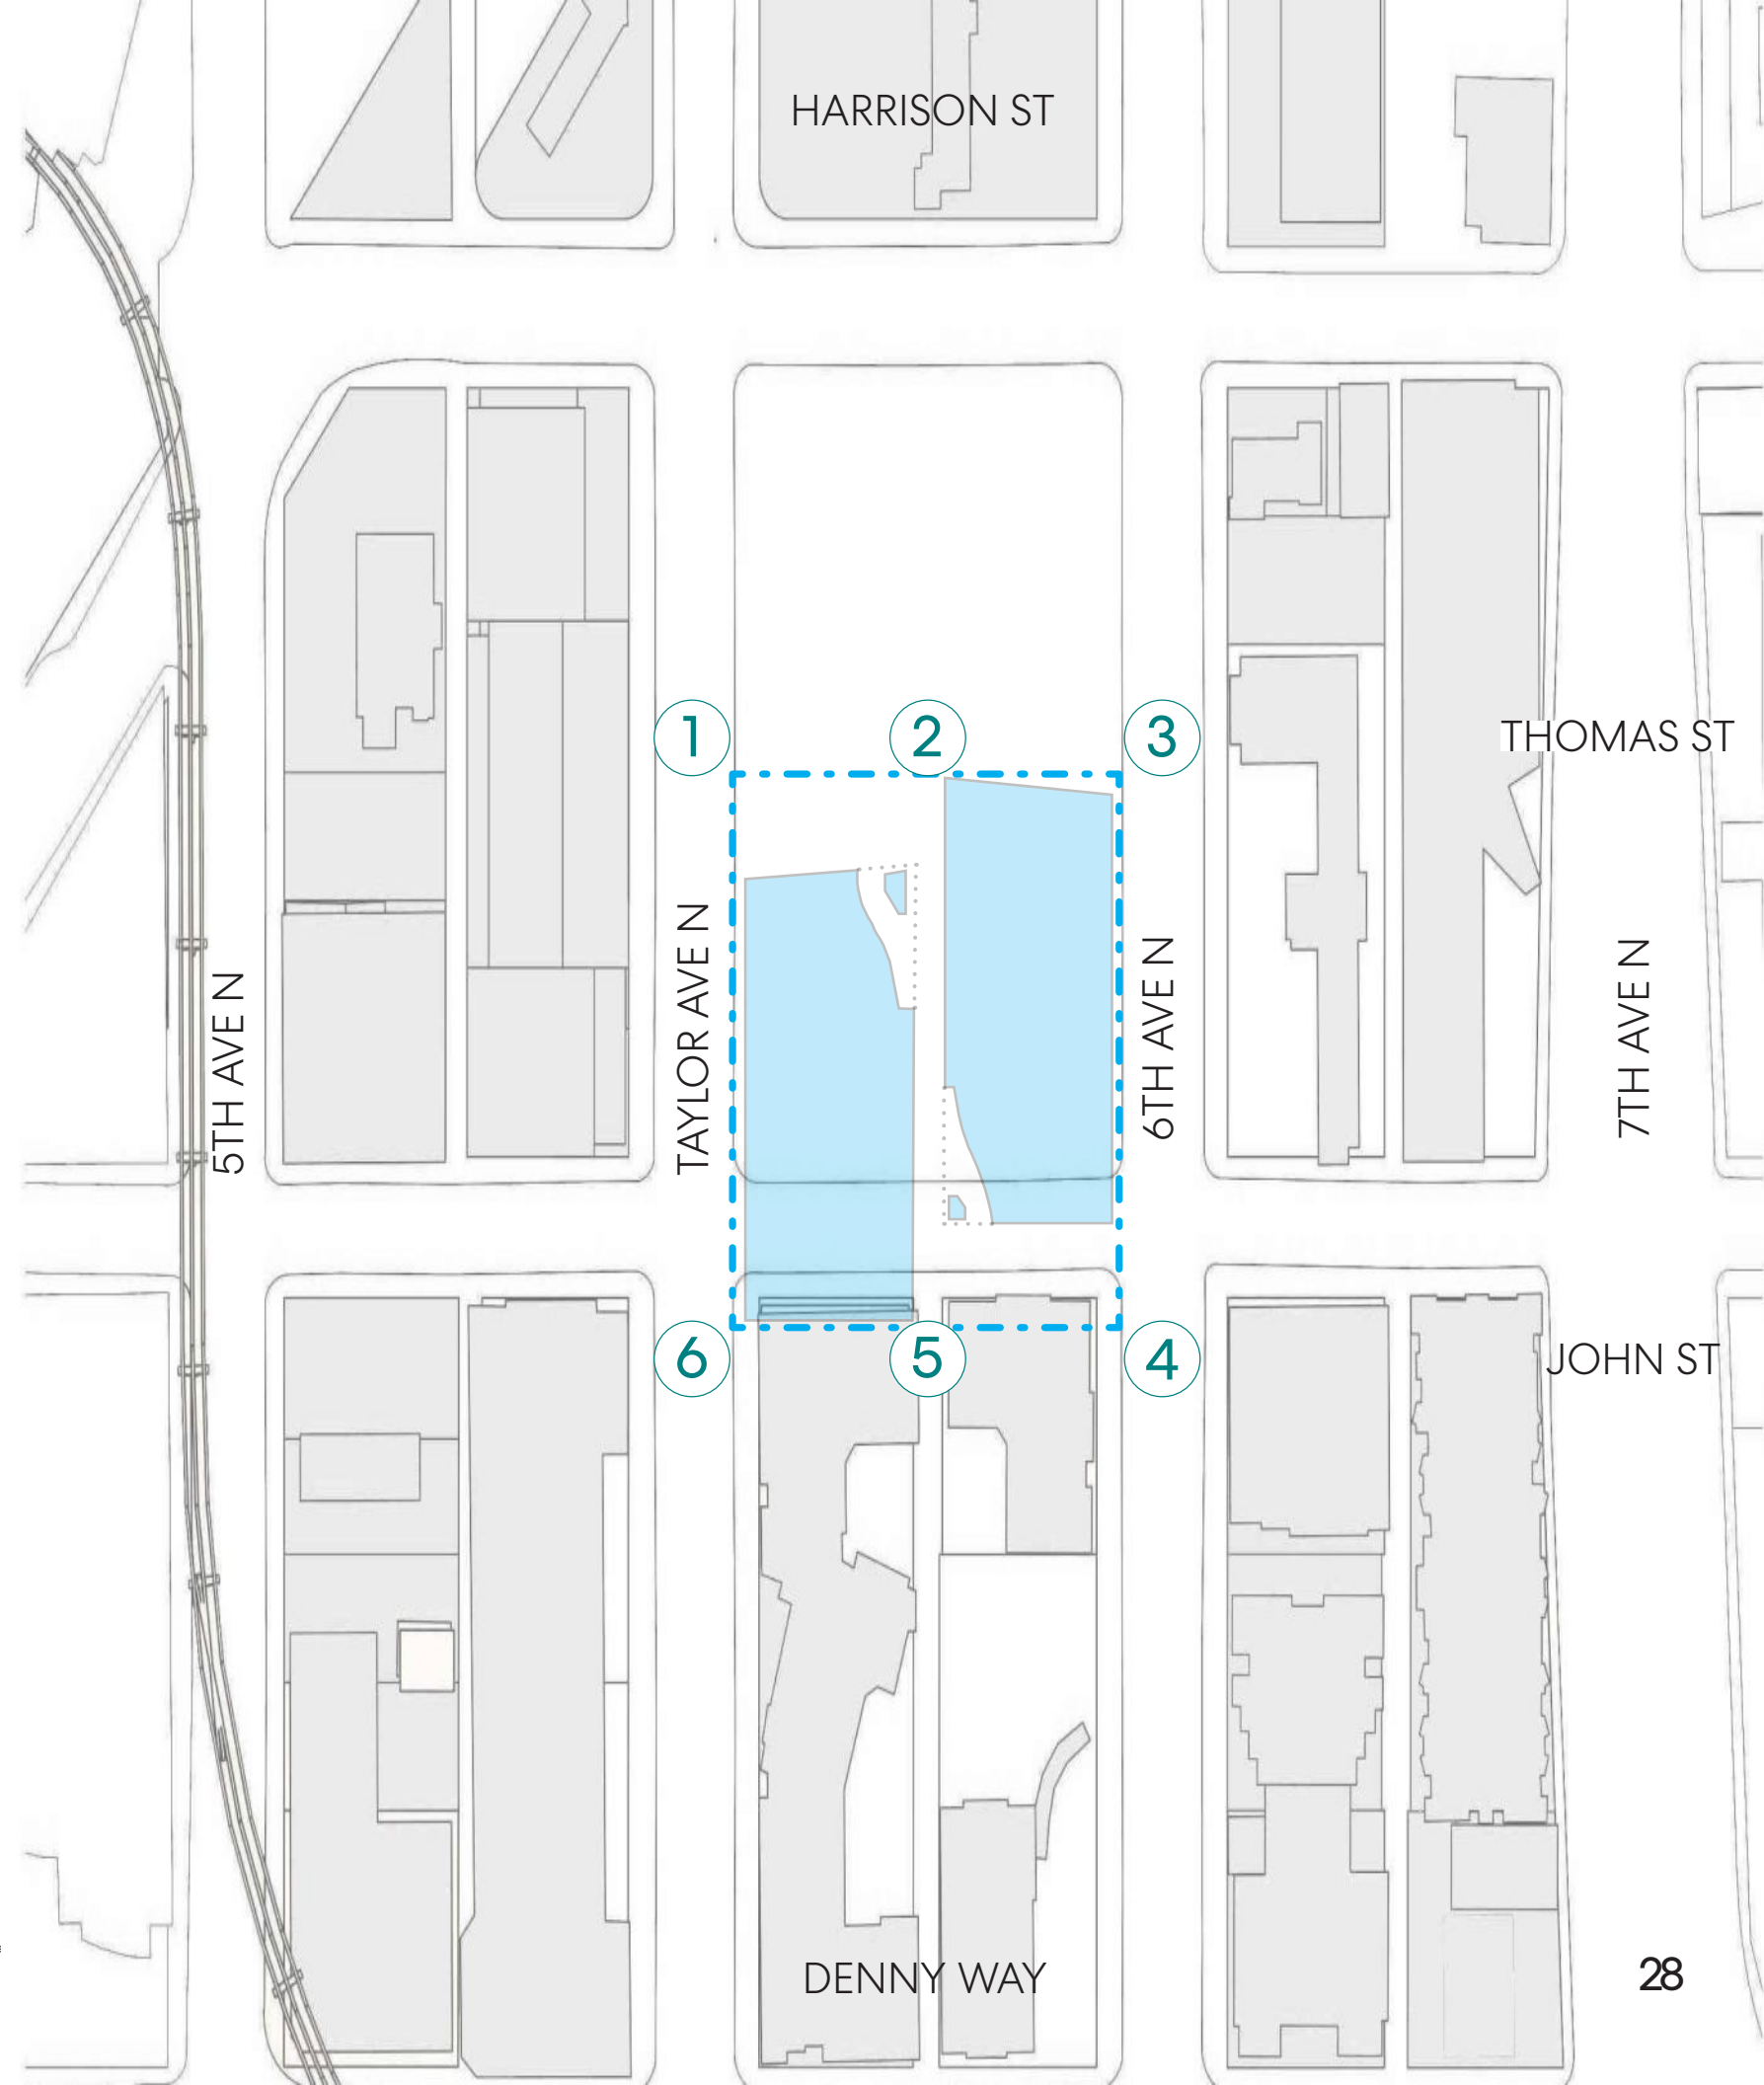 HARRISON ST
1
2
3
THOMAS ST
5TH AVE N
TAYLOR AVE N
6TH AVE N
7TH AVE N
6
5
4
JOHN ST
DENNY WAY
28